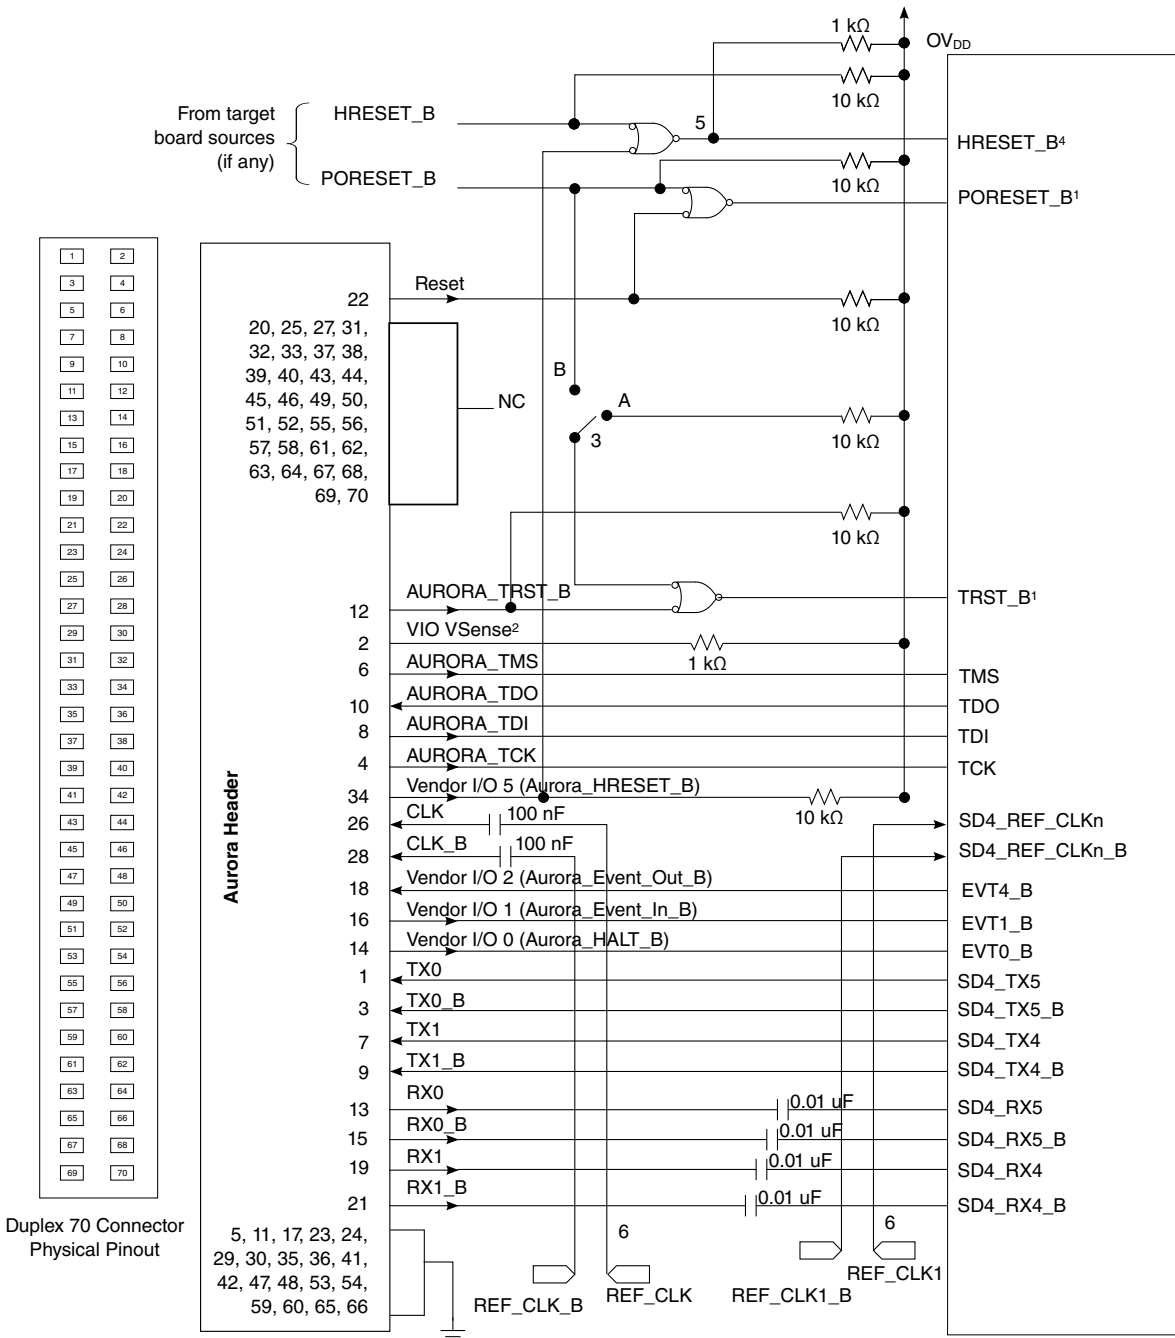 1 kΩ
OVDD
10 kΩ
From target
board sources
(if any)
HRESET_B
5
HRESET_B4
PORESET_B
10 kΩ
PORESET_B1
Reset
22
10 kΩ
20, 25, 27, 31,
32, 33, 37, 38,
39, 40, 43, 44,
45, 46, 49, 50,
51, 52, 55, 56,
57, 58, 61, 62,
63, 64, 67, 68,
69, 70
NC
B
A
3
10 kΩ
10 kΩ
AURORA_TRST_B
12
TRST_B1
VIO VSense2
2
1 kΩ
AURORA_TMS
6
TMS
AURORA_TDO
10
TDO
AURORA_TDI
8
TDI
AURORA_TCK
4
TCK
Vendor I/O 5 (Aurora_HRESET_B)
34
10 kΩ
CLK
26
100 nF
SD4_REF_CLKn
CLK_B
28
100 nF
SD4_REF_CLKn_B
Vendor I/O 2 (Aurora_Event_Out_B)
18
EVT4_B
Vendor I/O 1 (Aurora_Event_In_B)
16
EVT1_B
Vendor I/O 0 (Aurora_HALT_B)
14
EVT0_B
TX0
1
SD4_TX5
TX0_B
3
SD4_TX5_B
TX1
7
SD4_TX4
TX1_B
9
SD4_TX4_B
RX0
13
0.01 uF
SD4_RX5
RX0_B
15
0.01 uF
SD4_RX5_B
RX1
19
0.01 uF
SD4_RX4
RX1_B
21
0.01 uF
SD4_RX4_B
5, 11, 17, 23, 24,
29, 30, 35, 36, 41,
42, 47, 48, 53, 54,
59, 60, 65, 66
6
6
REF_CLK_B
REF_CLK
REF_CLK1_B
REF_CLK1
Aurora Header
1 2
3 4
5 6
7 8
9 10
11 12
13 14
15 16
17 18
19 20
21 22
23 24
25 26
27 28
29 30
31 32
33 34
35 36
37 38
39 40
41 42
43 44
45 46
47 48
49 50
51 52
53 54
55 56
57 58
59 60
61 62
63 64
65 66
67 68
69 70
Duplex 70 Connector
Physical Pinout